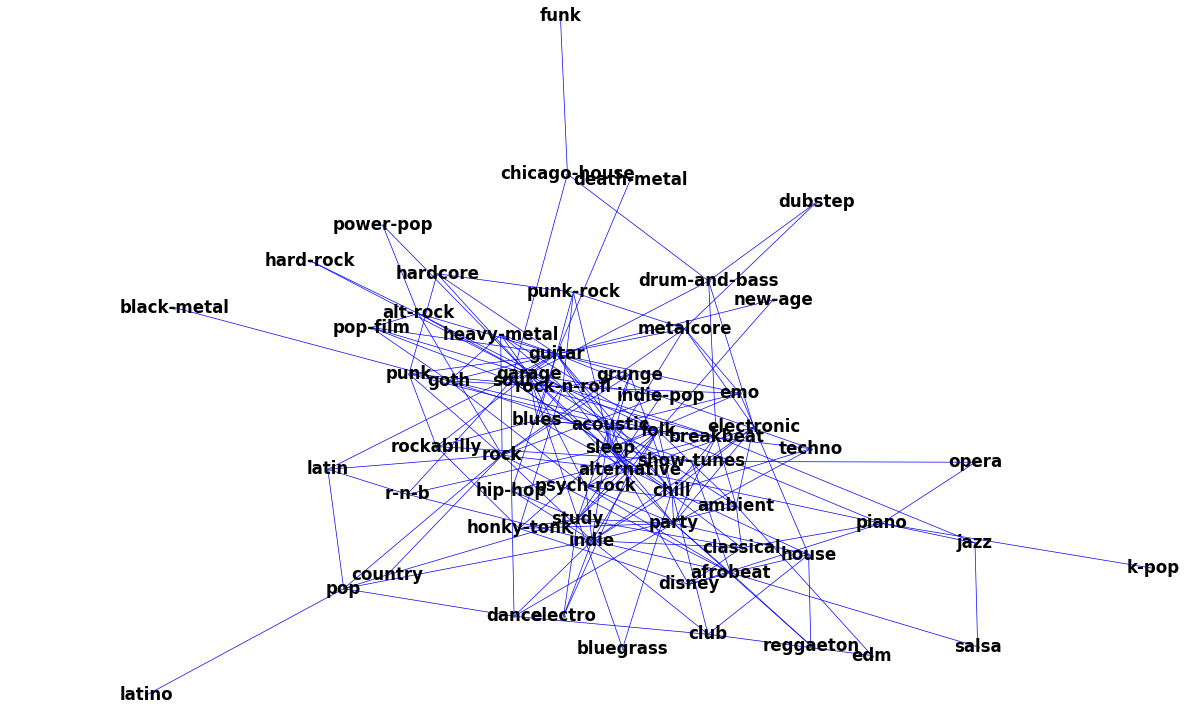 funk
chicago-house
death-metal
dubstep
power-pop
hard-rock
hardcore
drum-and-bass
punk-rock
new-age
black-metal
alt-rock
pop-film
heavy-metal
metalcore
guitar
punk
goth
soul
garage
rock-n-roll
grunge
indie-pop
emo
blues
acoustic
folk
electronic
breakbeat
rockabilly
rock
sleep
techno
show-tunes
opera
latin
alternative
r-n-b
hip-hop
psych-rock
chill
ambient
study
honky-tonk
party
piano
indie
classical
house
jazz
k-pop
country
pop
afrobeat
disney
dance
electro
club
bluegrass
reggaeton
edm
salsa
latino